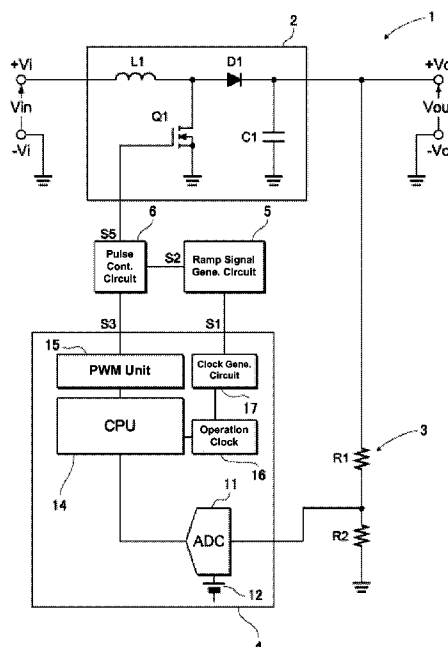 1
2
+Vi
L1
D1
+Vo
Vin
Q1
C1
Vout
-Vi
-Vo
6
5
S5
Pulse
Cont.
Circuit
S2
Ramp Signal
Gene. Circuit
S3
S1
15
PWM Unit
Clock Gene.
Circuit
17
CPU
Operation
Clock
16
14
11
ADC
12
R1
3
R2
4